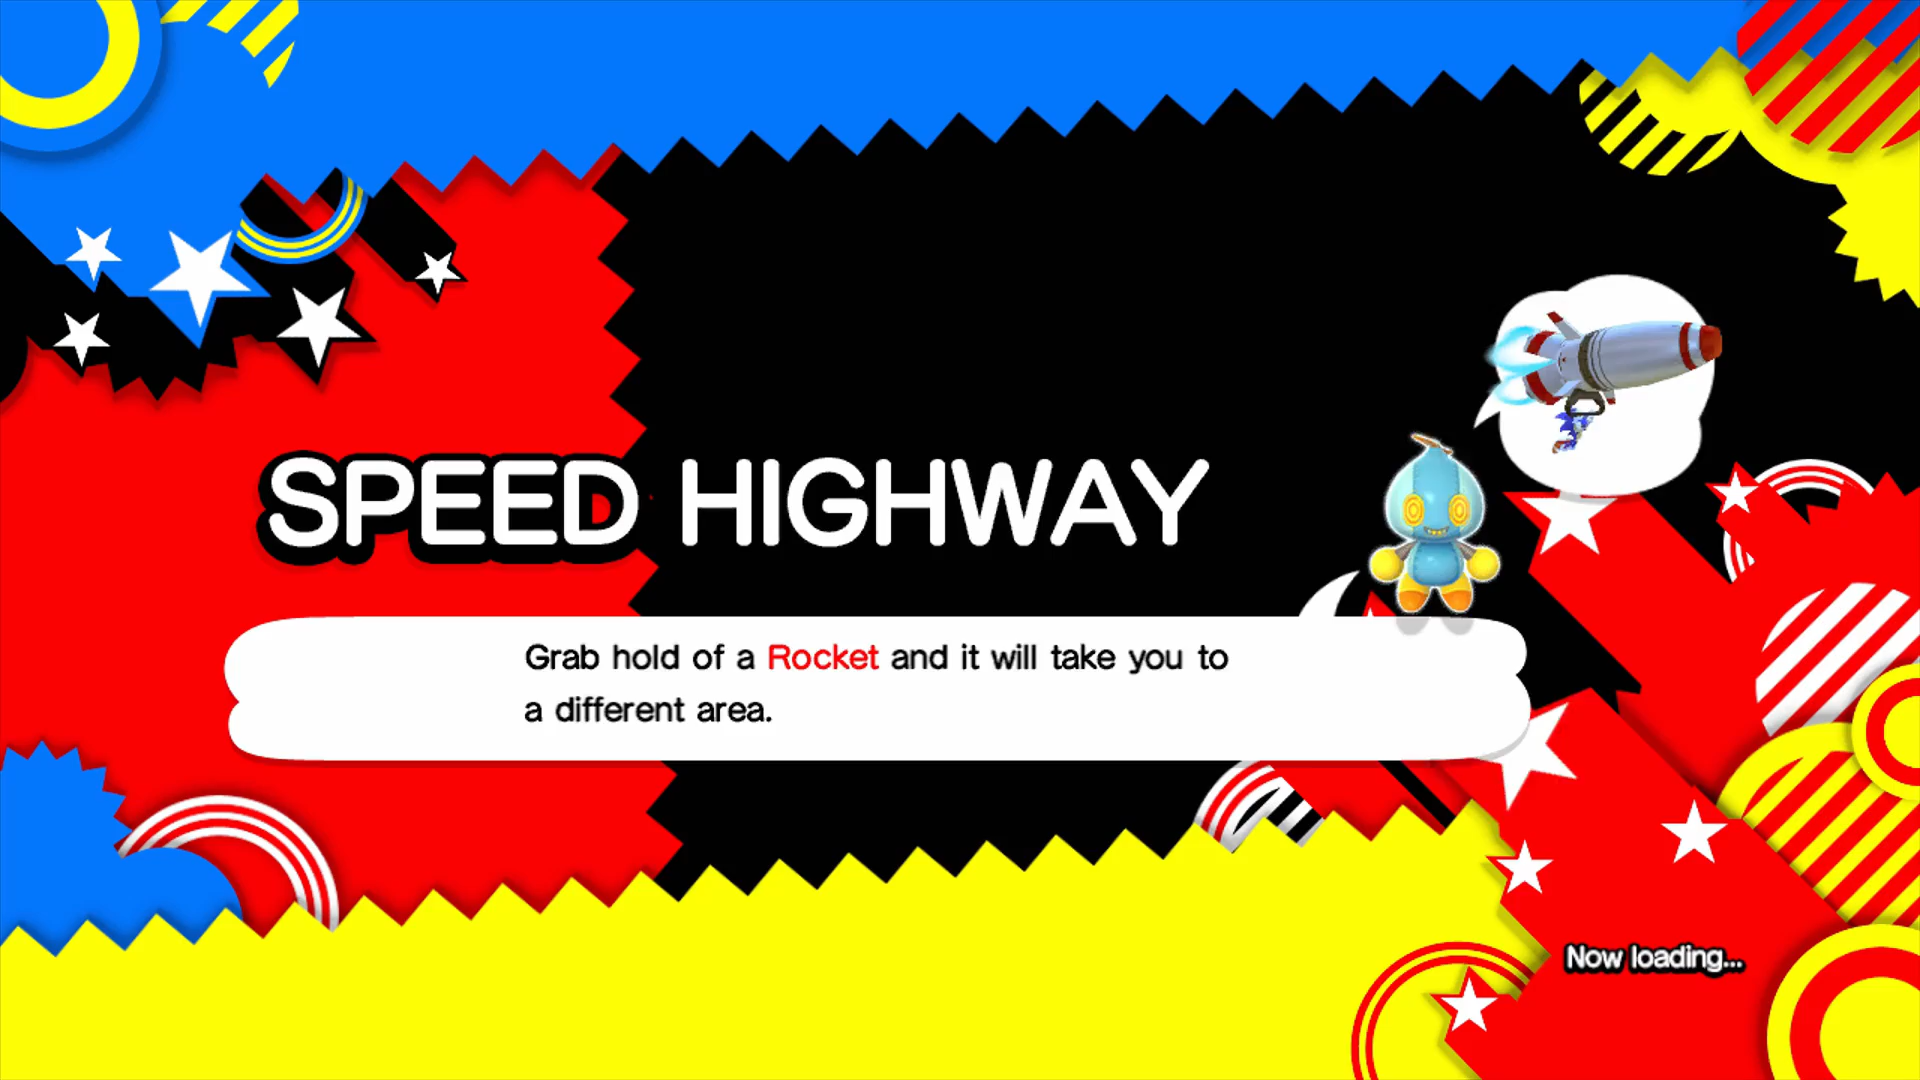 SPEED HIGHWAY
Grab hold of a Rocket and it will take you to
a different area.
Now loading...